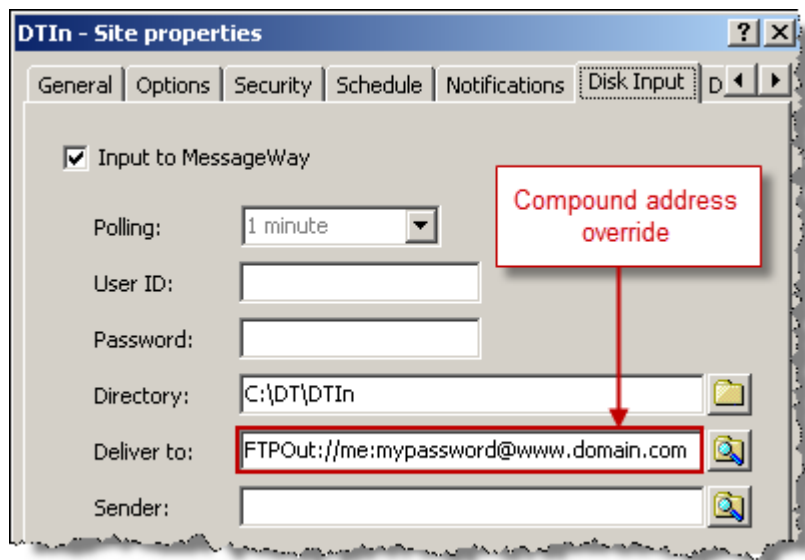 DTIn - Site properties
General Options Security Schedule Notifications Disk Input D
Input to MessageWay
Compound address
override
Polling: 1 minute
User ID:
Password:
Directory: C:\DT\DTIn
Deliver to: FTPOut://me:mypassword@www.domain.com
Sender: